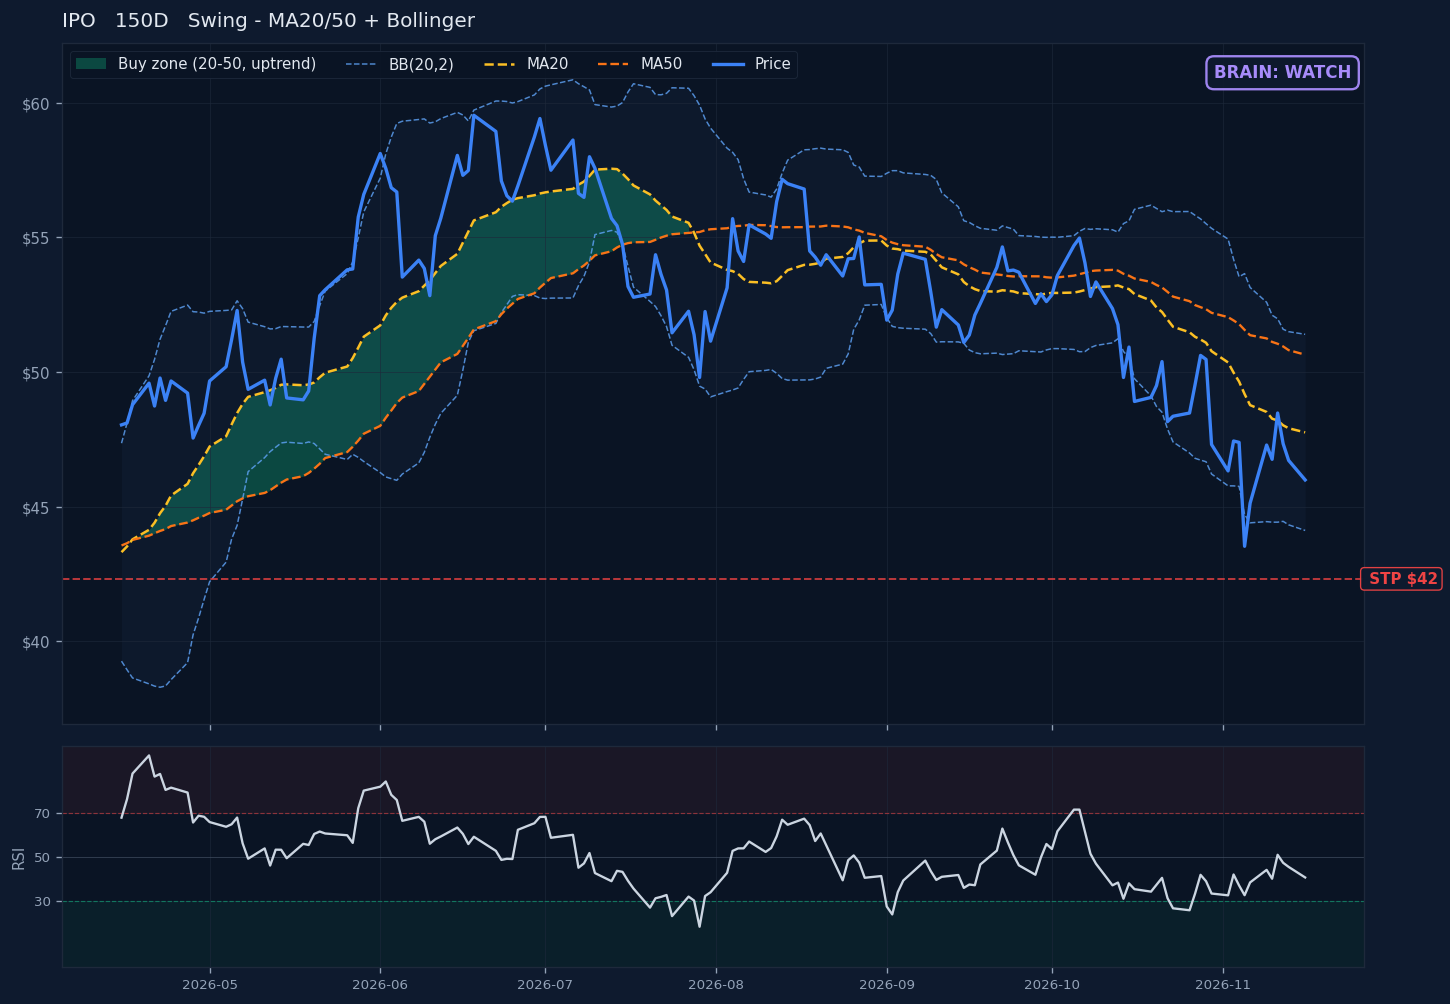 IPO 150D Swing - MA20/50 + Bollinger
Buy zone (20-50, uptrend) BB(20,2) MA20 MA50 Price
BRAIN: WATCH
$60
$55
$50
$45
STP $42
$40
70
50
30
RSI
2026-05 2026-06 2026-07 2026-08 2026-09 2026-10 2026-11